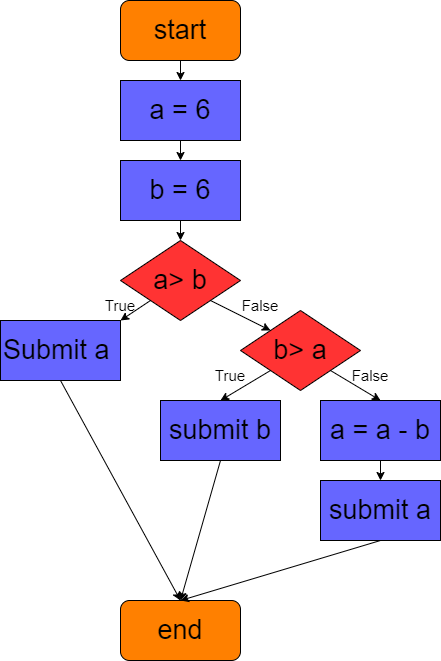 start
a = 6
b = 6
a> b
True
False
Submit a
b> a
True
False
submit b
a = a - b
submit a
end